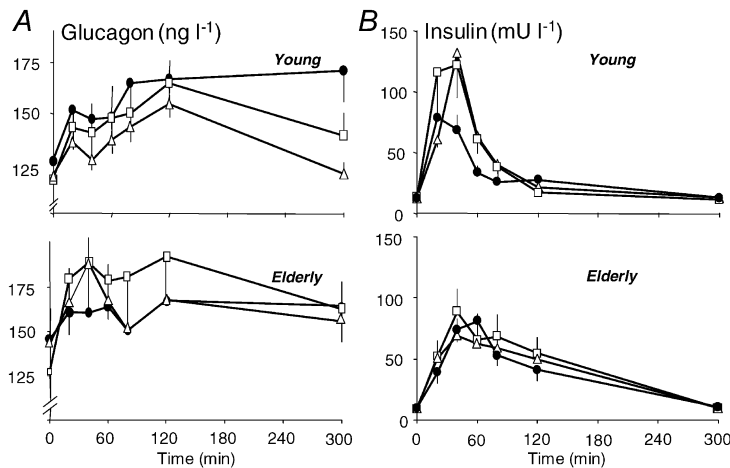 A Glucagon (ng l-1)
Young
175
150
125
Elderly
175
150
125
0 60 120 180 240 300
Time (min)
B Insulin (mU l-1)
Young
150
100
50
0
Elderly
150
100
50
0
0 60 120 180 240 300
Time (min)